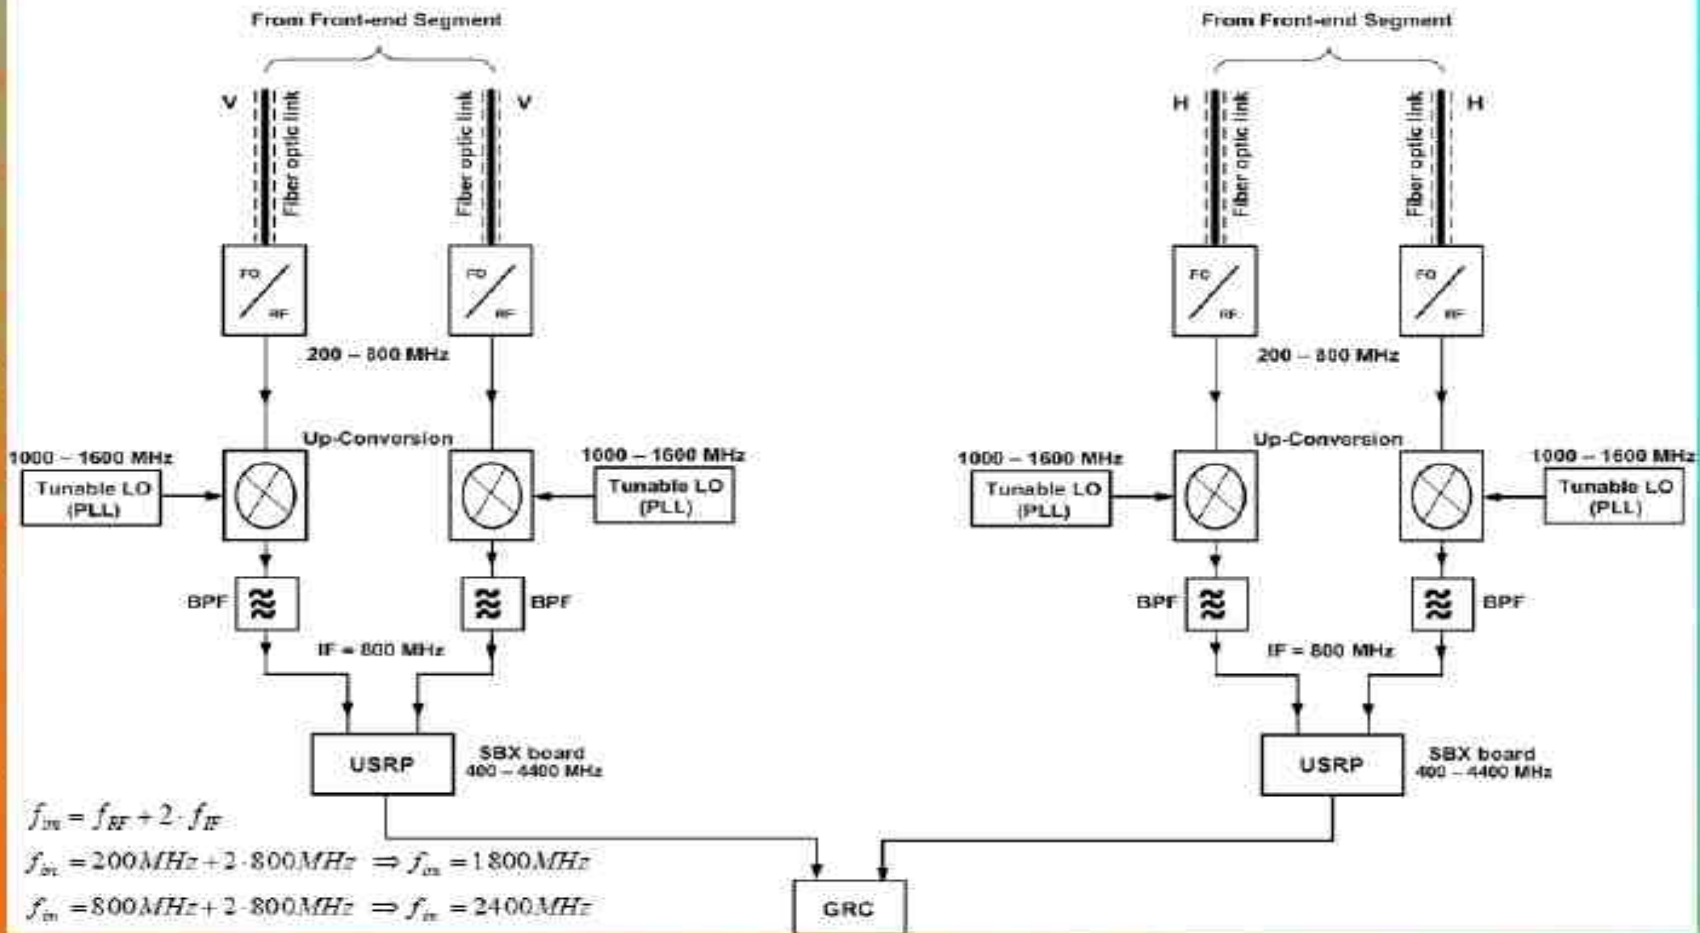 From Front-end Segment
From Front-end Segment
V
Fiber optic link
Fiber optic link
V
H
Fiber optic link
Fiber optic link
H
FO
RF
FO
RF
FO
RF
FO
RF
200 – 800 MHz
200 – 800 MHz
Up-Conversion
Up-Conversion
1000 – 1600 MHz
1000 – 1600 MHz
1000 – 1600 MHz
1000 – 1600 MHz
Tunable LO
(PLL)
Tunable LO
(PLL)
Tunable LO
(PLL)
Tunable LO
(PLL)
BPF
BPF
BPF
BPF
IF = 800 MHz
IF = 800 MHz
USRP
SBX board
400 – 4400 MHz
USRP
SBX board
400 – 4400 MHz
f_im = f_RF + 2 · f_IF
f_im = 200MHz + 2 · 800MHz ⇒ f_im = 1800MHz
f_im = 800MHz + 2 · 800MHz ⇒ f_im = 2400MHz
GRC